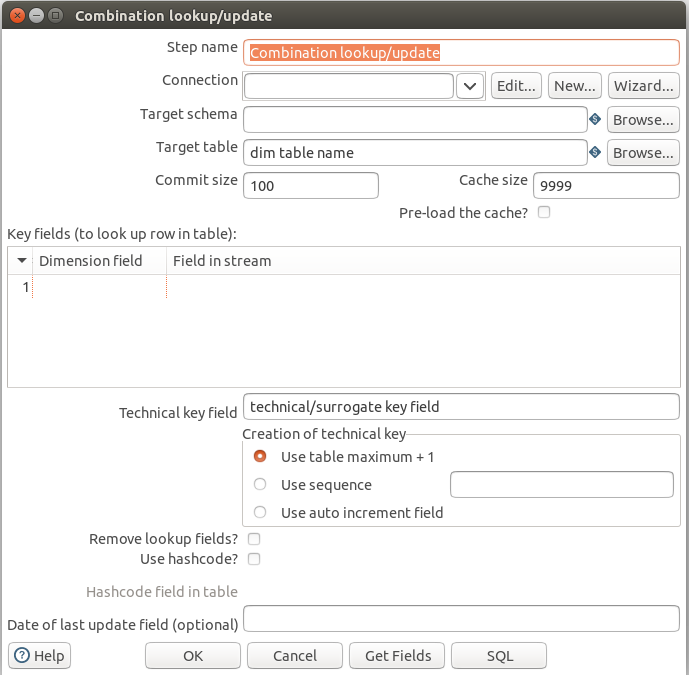 Combination lookup/update
Step name Combination lookup/update
Connection Edit... New... Wizard...
Target schema S Browse...
Target table dim table name S Browse...
Commit size 100 Cache size 9999
Pre-load the cache?
Key fields (to look up row in table):
Dimension field Field in stream
1
Technical key field technical/surrogate key field
Creation of technical key
Use table maximum + 1
Use sequence
Use auto increment field
Remove lookup fields?
Use hashcode?
Hashcode field in table
Date of last update field (optional)
? Help OK Cancel Get Fields SQL